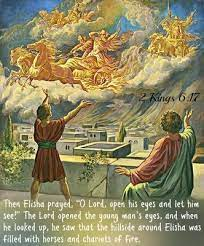 2 Kings 6:17
Then Elisha prayed, "O Lord, open his eyes and let him
see!" The Lord opened the young man's eyes, and when
he looked up, he saw that the hillside around Elisha was
filled with horses and chariots of fire.